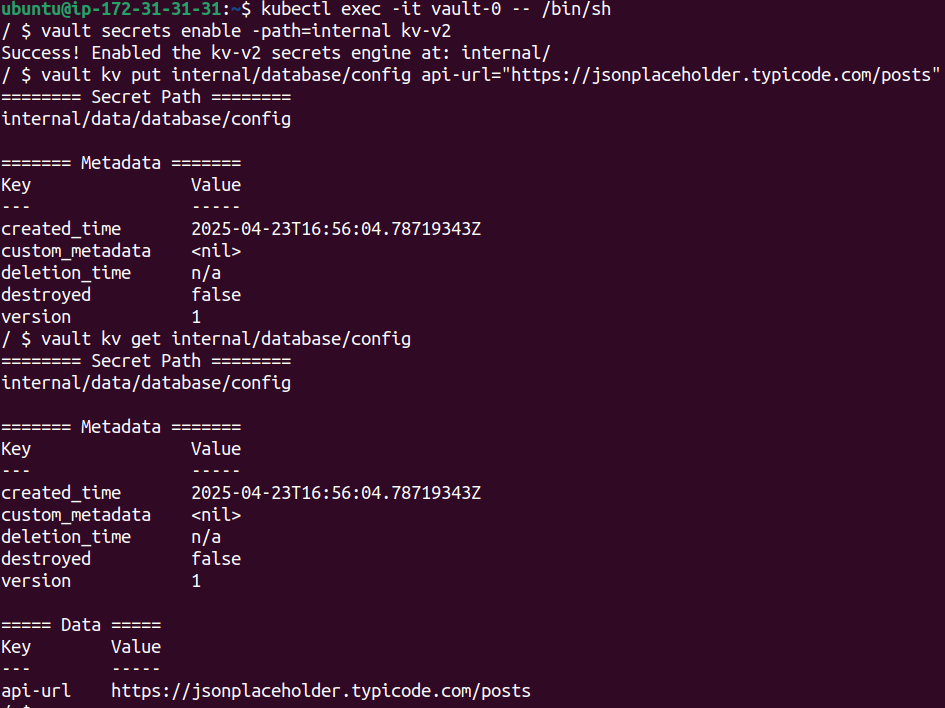 ubuntu@ip-172-31-31-31:~$ kubectl exec -it vault-0 -- /bin/sh
/ $ vault secrets enable -path=internal kv-v2
Success! Enabled the kv-v2 secrets engine at: internal/
/ $ vault kv put internal/database/config api-url="https://jsonplaceholder.typicode.com/posts"
======== Secret Path ========
internal/data/database/config

======= Metadata =======
Key                Value
---                -----
created_time       2025-04-23T16:56:04.78719343Z
custom_metadata    <nil>
deletion_time      n/a
destroyed          false
version            1
/ $ vault kv get internal/database/config
======== Secret Path ========
internal/data/database/config

======= Metadata =======
Key                Value
---                -----
created_time       2025-04-23T16:56:04.78719343Z
custom_metadata    <nil>
deletion_time      n/a
destroyed          false
version            1

===== Data =====
Key        Value
---        -----
api-url    https://jsonplaceholder.typicode.com/posts
/ $